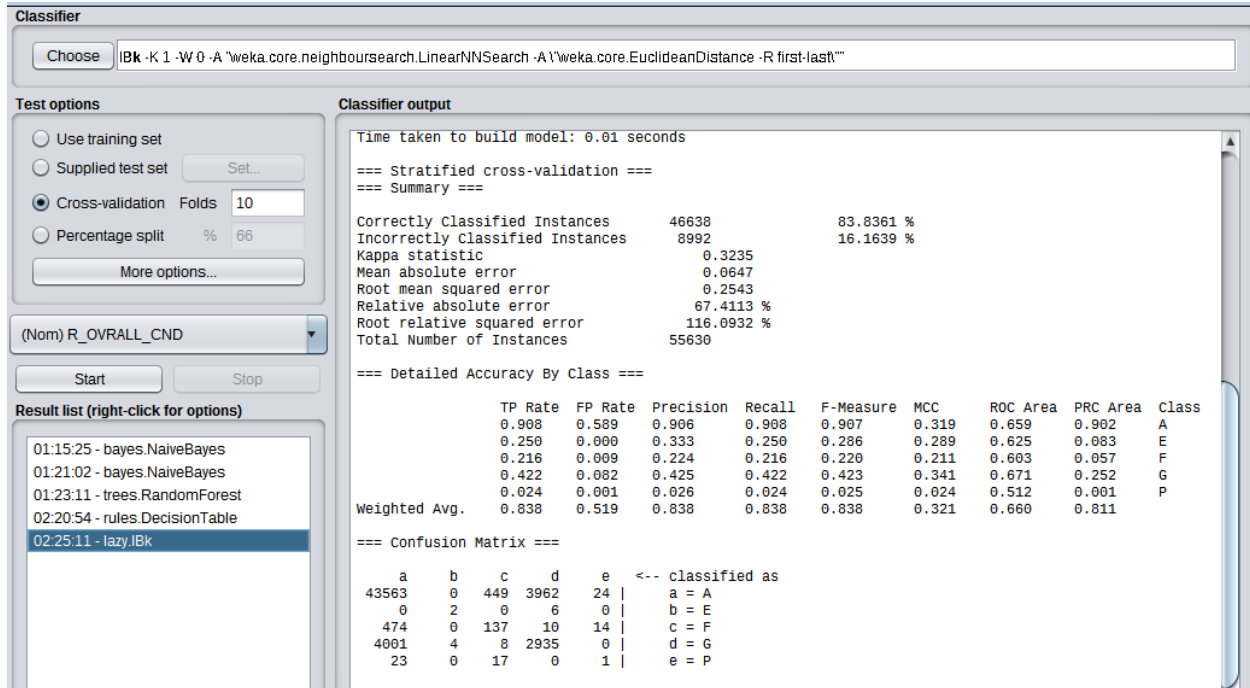 Classifier
Choose IBk -K 1 -W 0 -A "weka.core.neighboursearch.LinearNNSearch -A \"weka.core.EuclideanDistance -R first-last\""
Test options
Use training set
Supplied test set Set...
Cross-validation Folds 10
Percentage split % 66
More options...
(Nom) R_OVRALL_CND
Start Stop
Result list (right-click for options)
01:15:25 - bayes.NaiveBayes
01:21:02 - bayes.NaiveBayes
01:23:11 - trees.RandomForest
02:20:54 - rules.DecisionTable
02:25:11 - lazy.IBk
Classifier output
Time taken to build model: 0.01 seconds
=== Stratified cross-validation ===
=== Summary ===
Correctly Classified Instances 46638 83.8361 %
Incorrectly Classified Instances 8992 16.1639 %
Kappa statistic 0.3235
Mean absolute error 0.0647
Root mean squared error 0.2543
Relative absolute error 67.4113 %
Root relative squared error 116.0932 %
Total Number of Instances 55630
=== Detailed Accuracy By Class ===
TP Rate FP Rate Precision Recall F-Measure MCC ROC Area PRC Area Class
0.908 0.589 0.906 0.908 0.907 0.319 0.659 0.902 A
0.250 0.000 0.333 0.250 0.286 0.289 0.625 0.083 E
0.216 0.009 0.224 0.216 0.220 0.211 0.603 0.057 F
0.422 0.082 0.425 0.422 0.423 0.341 0.671 0.252 G
0.024 0.001 0.026 0.024 0.025 0.024 0.512 0.001 P
Weighted Avg. 0.838 0.519 0.838 0.838 0.838 0.321 0.660 0.811
=== Confusion Matrix ===
a b c d e <-- classified as
43563 0 449 3962 24 | a = A
0 2 0 6 0 | b = E
474 0 137 10 14 | c = F
4001 4 8 2935 0 | d = G
23 0 17 0 1 | e = P